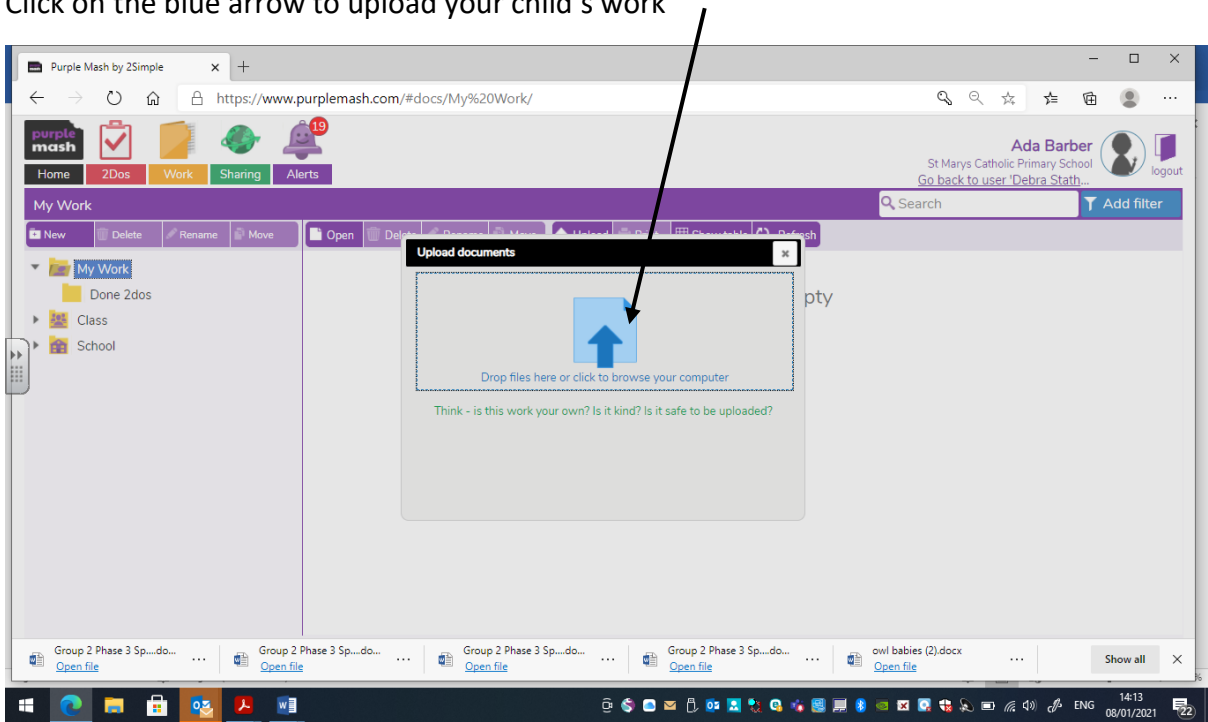 Click on the blue arrow to upload your child's work
Purple Mash by 2Simple
https://www.purplemash.com/#docs/My%20Work/
purple mash
19
Home
2Dos
Work
Sharing
Alerts
Ada Barber
St Marys Catholic Primary School
Go back to user 'Debra Stath...
logout
My Work
Search
Add filter
New
Delete
Rename
Move
Open
Delete
Rename
Move
Upload
Show table
Refresh
Upload documents
My Work
Done 2dos
Class
School
pty
Drop files here or click to browse your computer
Think - is this work your own? Is it kind? Is it safe to be uploaded?
Group 2 Phase 3 Sp....do...
Open file
Group 2 Phase 3 Sp....do...
Open file
Group 2 Phase 3 Sp....do...
Open file
Group 2 Phase 3 Sp....do...
Open file
owl babies (2).docx
Open file
Show all
ENG
14:13
08/01/2021
22